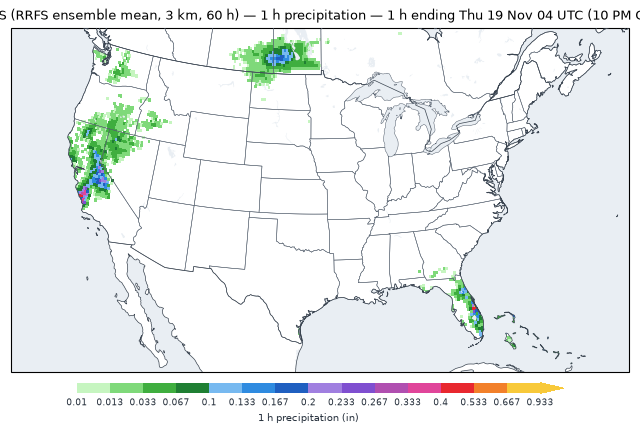 S (RRFS ensemble mean, 3 km, 60 h) — 1 h precipitation — 1 h ending Thu 19 Nov 04 UTC (10 PM
0.01 0.013 0.033 0.067 0.1 0.133 0.167 0.2 0.233 0.267 0.333 0.4 0.533 0.667 0.933
1 h precipitation (in)